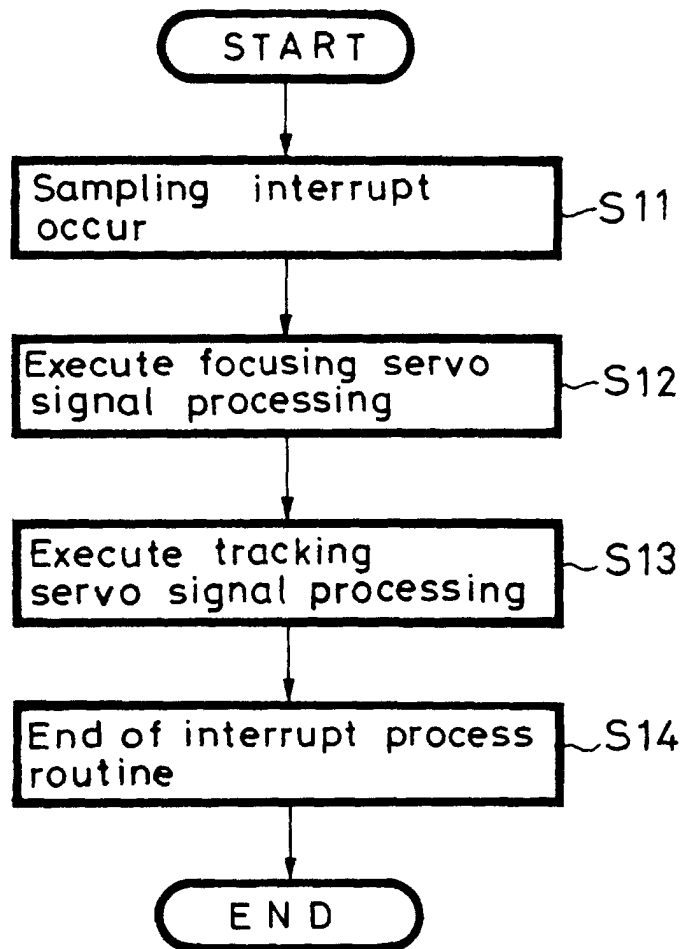 START
Sampling interrupt
occur
S11
Execute focusing servo
signal processing
S12
Execute tracking
servo signal processing
S13
End of interrupt process
routine
S14
END